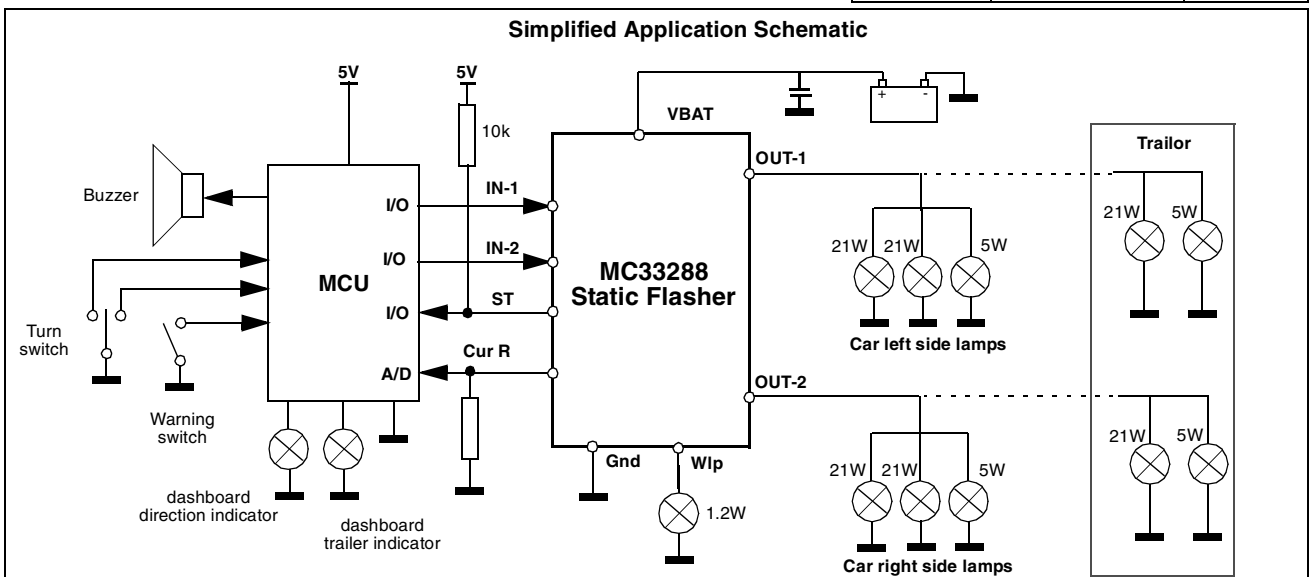 Simplified Application Schematic
5V
5V
10k
VBAT
+ -
OUT-1
Trailor
Buzzer
I/O
IN-1
21W
5W
21W
21W
5W
I/O
IN-2
MCU
MC33288
Static Flasher
I/O
ST
Turn
switch
Car left side lamps
A/D
Cur R
OUT-2
Warning
switch
Gnd
Wlp
21W
5W
21W
21W
5W
dashboard
direction indicator
1.2W
dashboard
trailer indicator
Car right side lamps